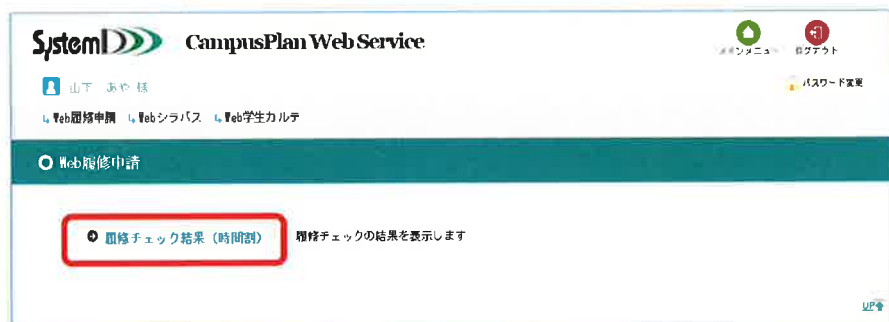 SystemD CampusPlan Web Service
メインメニュー ログアウト
山下 あや 様
パスワード変更
Web履修申請 Webシラバス Web学生カルテ
Web履修申請
履修チェック結果（時間割） 履修チェックの結果を表示します
UP